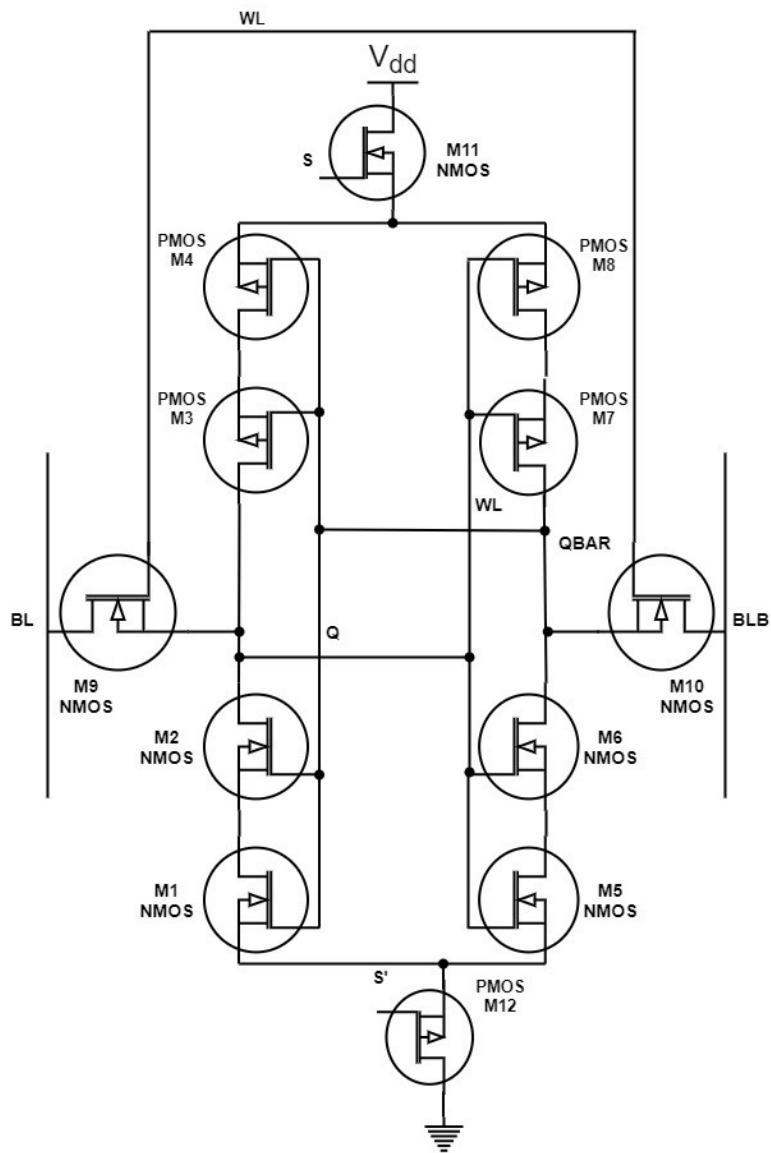 WL
Vdd
M11
NMOS
S
PMOS
M4
PMOS
M8
PMOS
M3
PMOS
M7
WL
QBAR
BL
Q
BLB
M9
NMOS
M10
NMOS
M2
NMOS
M6
NMOS
M1
NMOS
M5
NMOS
S'
PMOS
M12